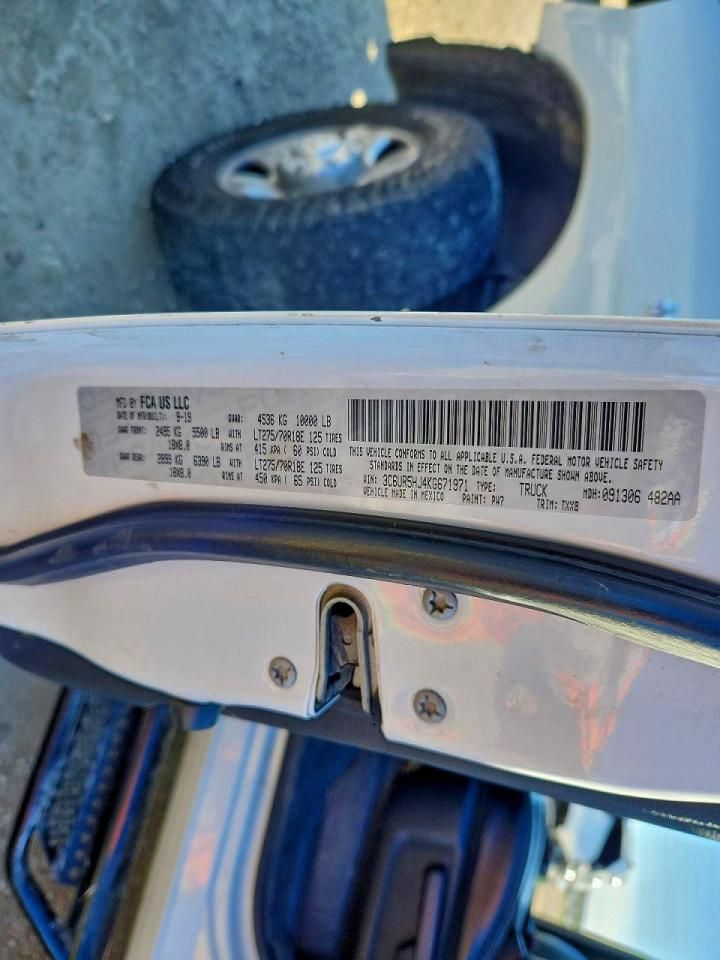 MFD BY FCA US LLC
DATE OF MFR(BUILT): 9-19 GVWR: 4536 KG 10000 LB
GAWR FRONT: 2495 KG 5500 LB WITH LT275/70R18E 125 TIRES
18X8.0 RIMS AT 415 KPA ( 60 PSI) COLD
GAWR REAR: 2899 KG 6390 LB WITH LT275/70R18E 125 TIRES
18X8.0 RIMS AT 450 KPA ( 65 PSI) COLD
THIS VEHICLE CONFORMS TO ALL APPLICABLE U.S.A. FEDERAL MOTOR VEHICLE SAFETY
STANDARDS IN EFFECT ON THE DATE OF MANUFACTURE SHOWN ABOVE.
VIN: 3C6UR5HJ4KG671971 TYPE: TRUCK MDH:091306 482AA
VEHICLE MADE IN MEXICO PAINT: PW7 TRIM: TXX8